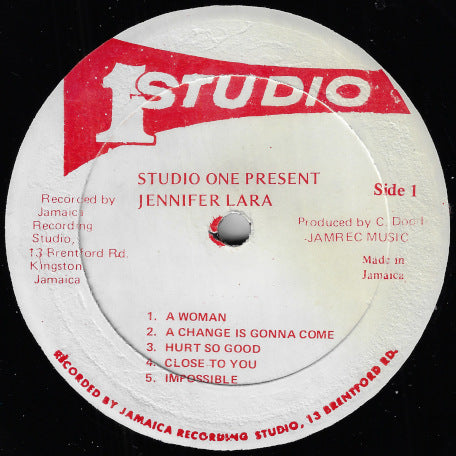 1 STUDIO
STUDIO ONE PRESENT
JENNIFER LARA
Side 1
Recorded by
Jamaica
Recording
Studio,
13 Brentford Rd.
Kingston
Jamaica
Produced by C. Dodd
JAMREC MUSIC
Made in
Jamaica
1. A WOMAN
2. A CHANGE IS GONNA COME
3. HURT SO GOOD
4. CLOSE TO YOU
5. IMPOSSIBLE
RECORDED BY JAMAICA RECORDING STUDIO, 13 BRENTFORD RD.